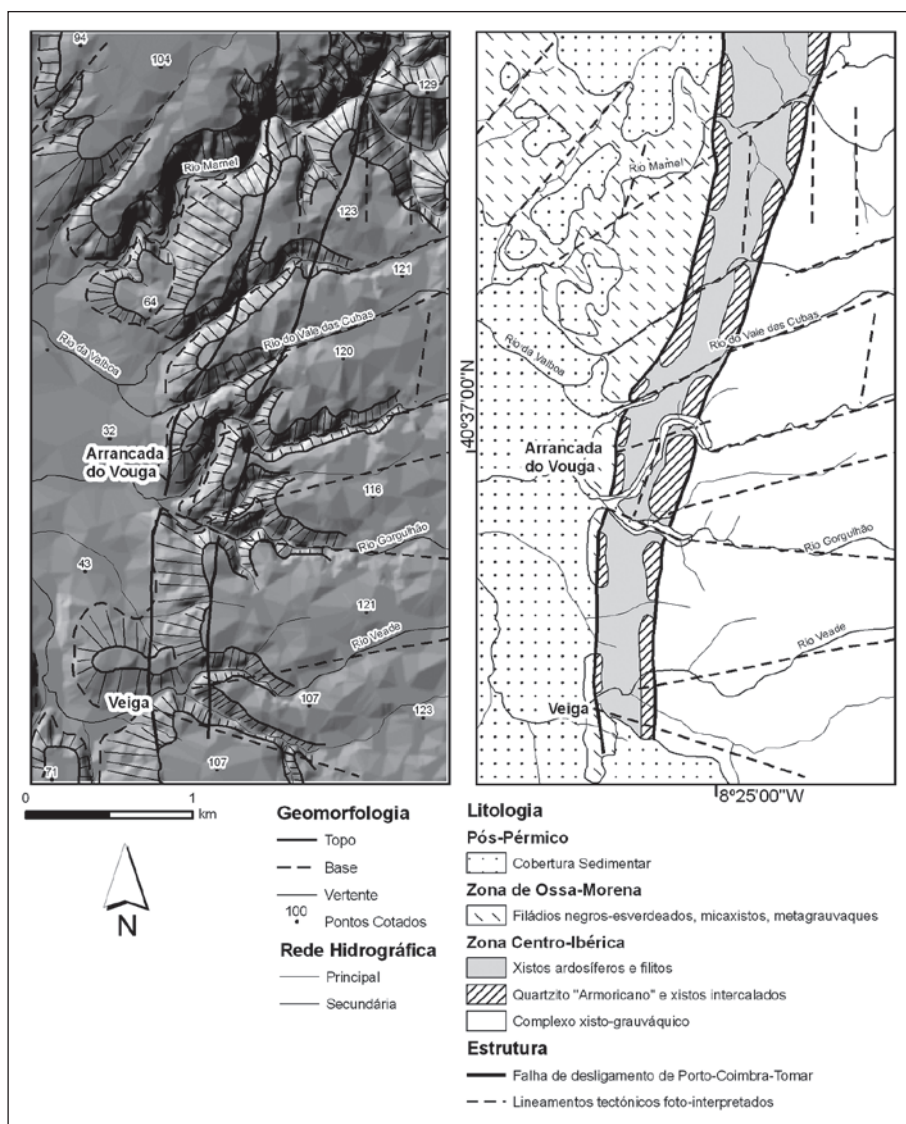 94
104
129
Rio Mamel
123
121
64
Rio do Vale das Cubas
120
Rio da Valboa
32
Arrancada
do Vouga
116
Rio Gorgulhão
43
121
Rio Veade
Veiga
107
123
107
71
Rio Mamel
Rio do Vale das Cubas
Rio da Valboa
40°37'00"N
Arrancada
do Vouga
Rio Gorgulhão
Rio Veade
Veiga
8°25'00"W
0 1
km
N
Geomorfologia
Topo
Base
Vertente
100
Pontos Cotados
Rede Hidrográfica
Principal
Secundária
Litologia
Pós-Pérmico
Cobertura Sedimentar
Zona de Ossa-Morena
Filádios negros-esverdeados, micaxistos, metagrauvaques
Zona Centro-Ibérica
Xistos ardosíferos e filitos
Quartzito "Armoricano" e xistos intercalados
Complexo xisto-grauváquico
Estrutura
Falha de desligamento de Porto-Coimbra-Tomar
Lineamentos tectónicos foto-interpretados